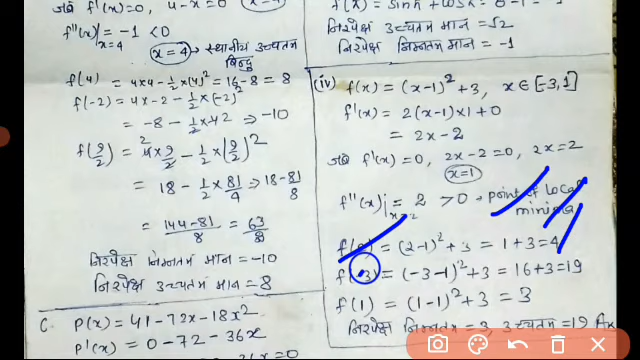 जब f'(x)=0, 4-x=0
f''(x)|x=4 = -1 < 0
x=4 → स्थानीय उच्चतम बिन्दु
f(4) = 4×4-½×(4)² = 16-8 = 8
f(-2) = 4×-2-½×(-2)²
= -8-½×42 ⇒ -10
f(9/2) = 4×9/2 - ½×(9/2)²
= 18 - ½×81/4 ⇒ 18-81/8
= 144-81/8 = 63/8
निरपेक्ष निम्नतम मान = -10
निरपेक्ष उच्चतम मान = 8
C. P(x) = 41-72x-18x²
P'(x) = 0-72-36x
निरपेक्ष उच्चतम मान = √2
निरपेक्ष निम्नतम मान = -1
(iv) f(x) = (x-1)²+3, x∈[-3,1]
f'(x) = 2(x-1)×1+0
= 2x-2
जब f'(x)=0, 2x-2=0, 2x=2
x=1
f''(x)|x=2 = 2 >0 → point of local
minima
= (2-1)²+3 = 1+3=4
f(-3) = (-3-1)²+3 = 16+3=19
f(1) = (1-1)²+3 = 3
निरपेक्ष निम्नतम = 3 उच्चतम = 19